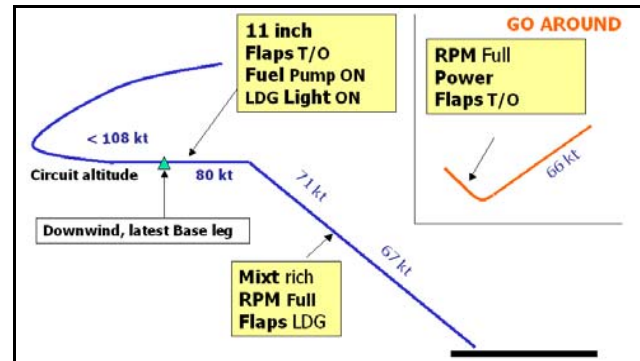 11 inch
Flaps T/O
Fuel Pump ON
LDG Light ON
GO AROUND
RPM Full
Power
Flaps T/O
66 kt
< 108 kt
Circuit altitude
80 kt
Downwind, latest Base leg
71 kt
67 kt
Mixt rich
RPM Full
Flaps LDG